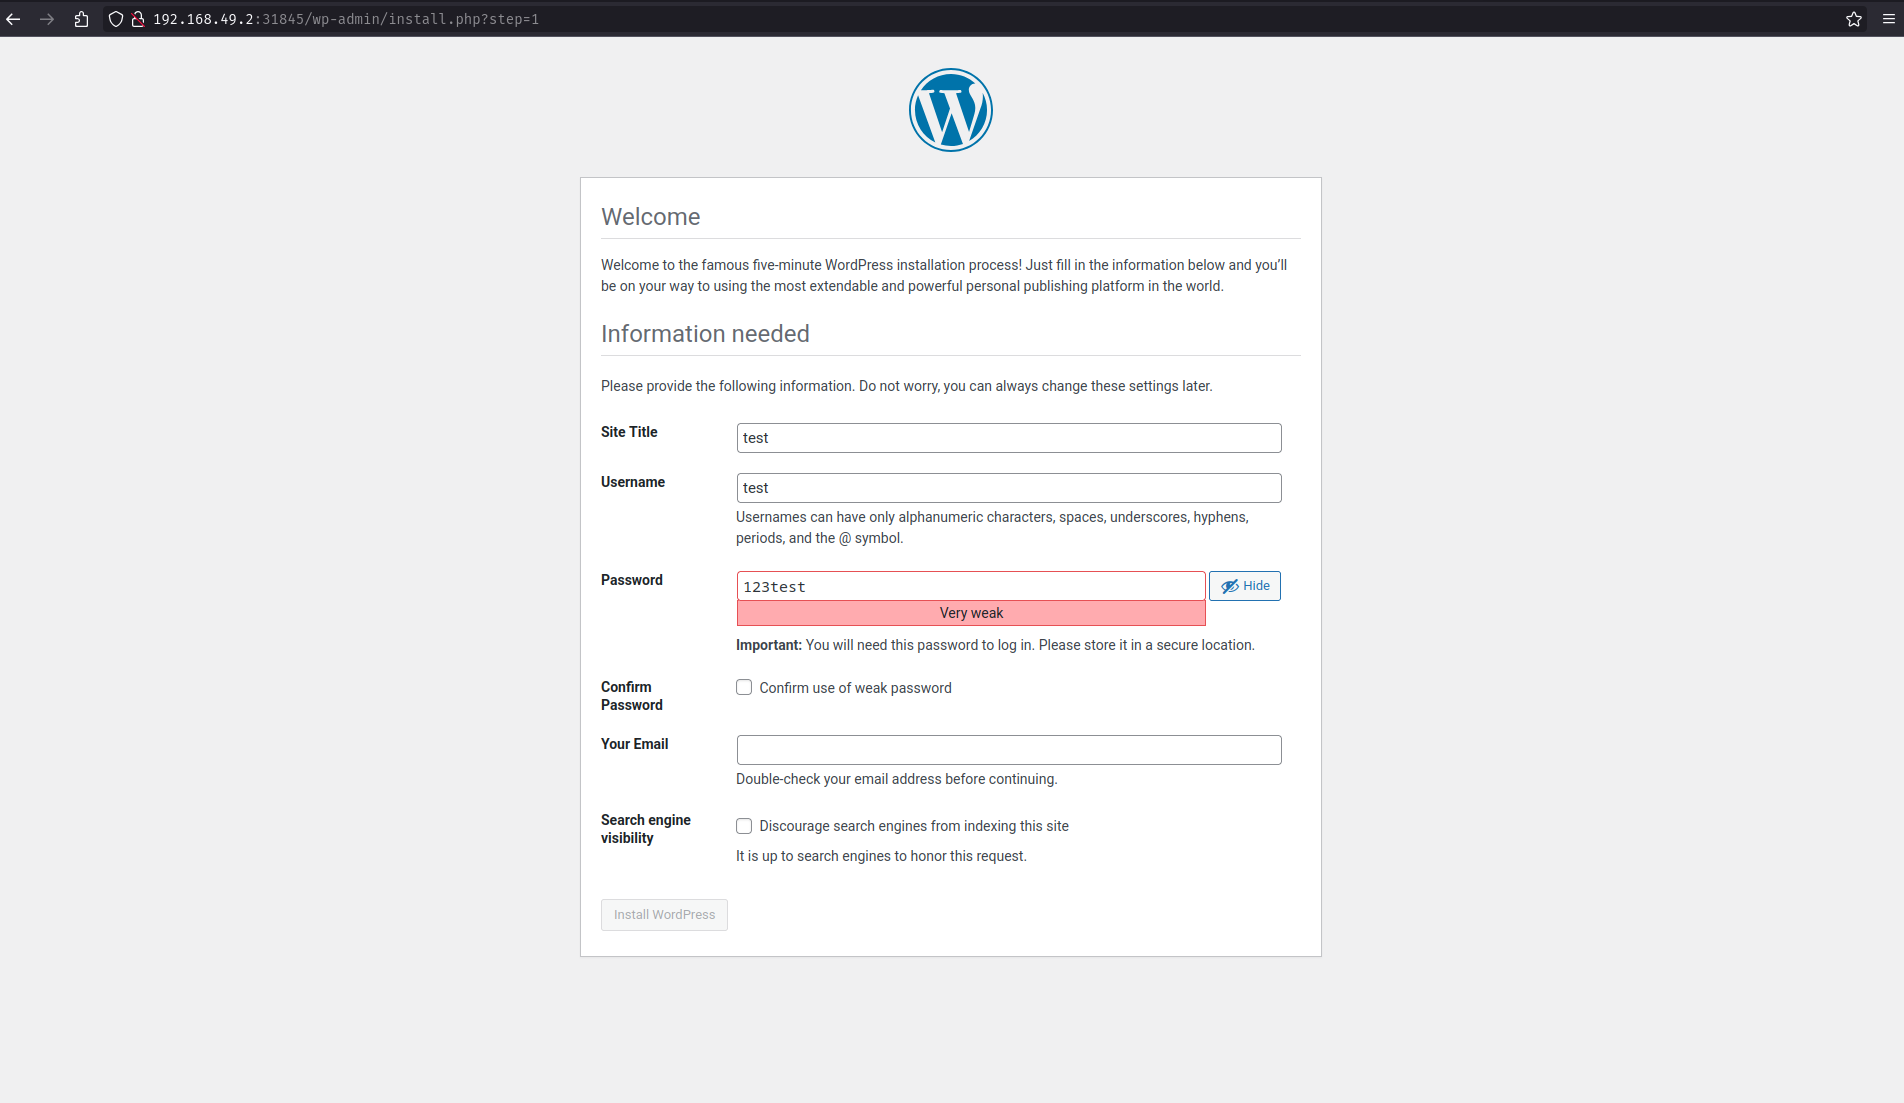 192.168.49.2:31845/wp-admin/install.php?step=1
Welcome
Welcome to the famous five-minute WordPress installation process! Just fill in the information below and you’ll
be on your way to using the most extendable and powerful personal publishing platform in the world.
Information needed
Please provide the following information. Do not worry, you can always change these settings later.
Site Title
test
Username
test
Usernames can have only alphanumeric characters, spaces, underscores, hyphens,
periods, and the @ symbol.
Password
123test
Hide
Very weak
Important: You will need this password to log in. Please store it in a secure location.
Confirm
Password
Confirm use of weak password
Your Email
Double-check your email address before continuing.
Search engine
visibility
Discourage search engines from indexing this site
It is up to search engines to honor this request.
Install WordPress